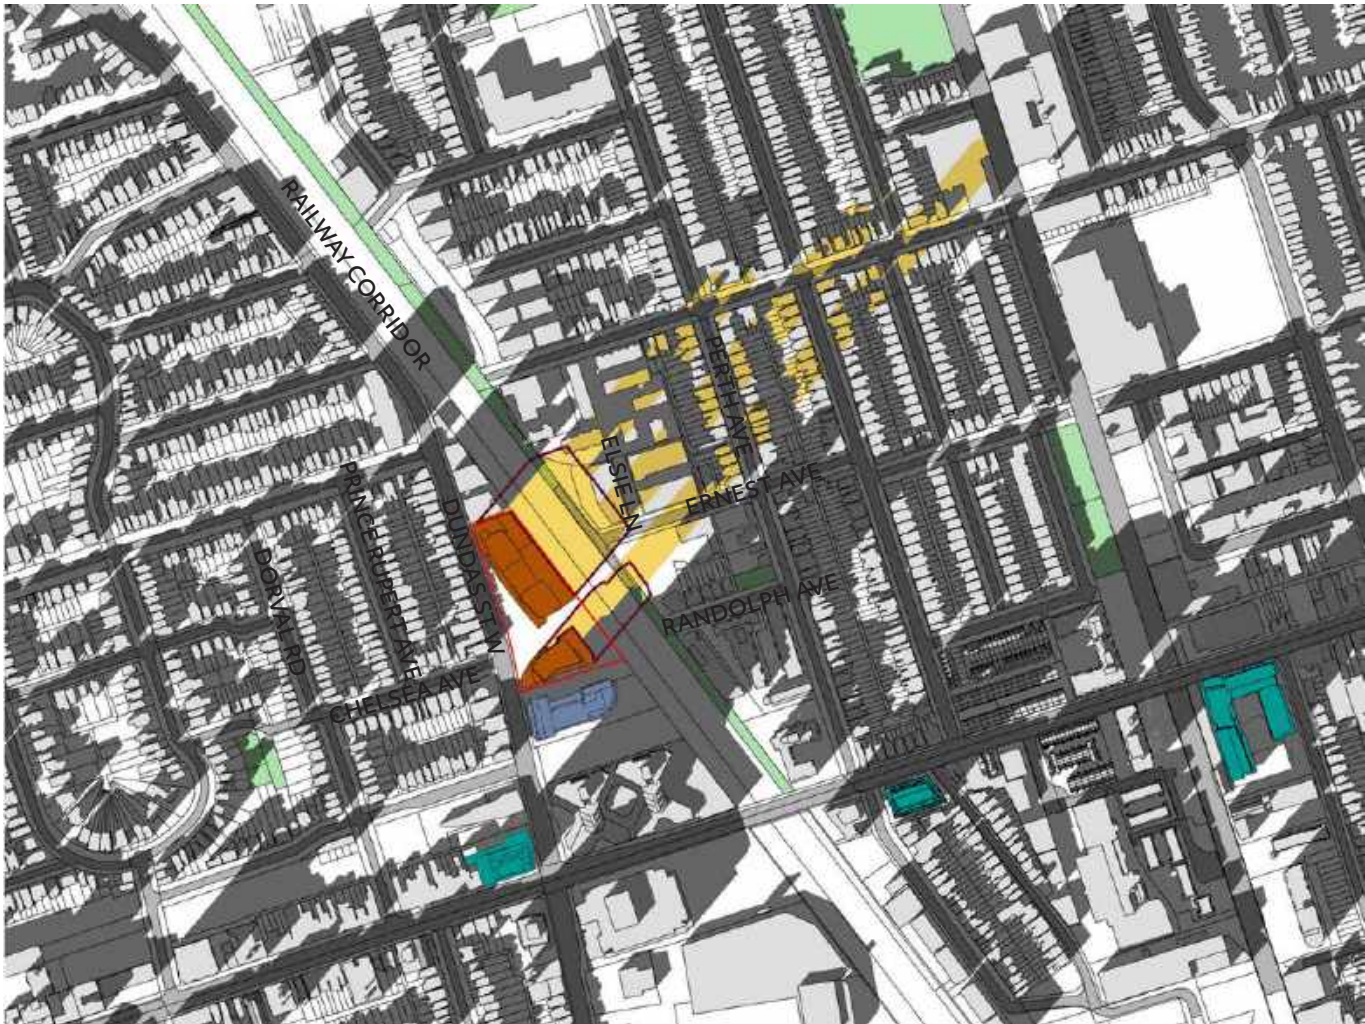 RAILWAY CORRIDOR
PERTH AVE
ELSIE LN
ERNEST AVE
PRINCE RUPERT AVE
DUNDAS ST W
DORVAL RD
RANDOLPH AVE
CHELSEA AVE